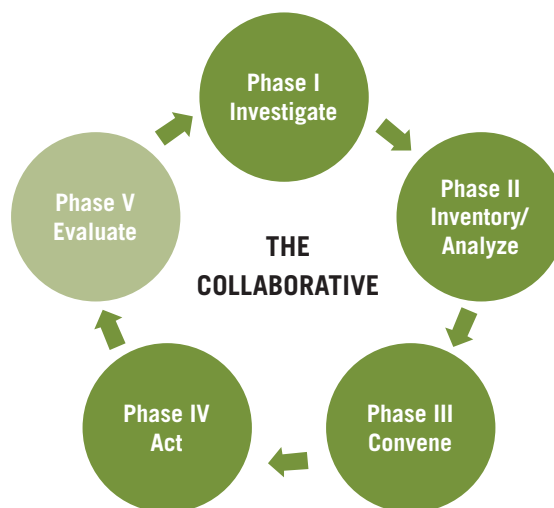 Phase I
Investigate
Phase II
Inventory/
Analyze
Phase III
Convene
Phase IV
Act
Phase V
Evaluate
THE
COLLABORATIVE